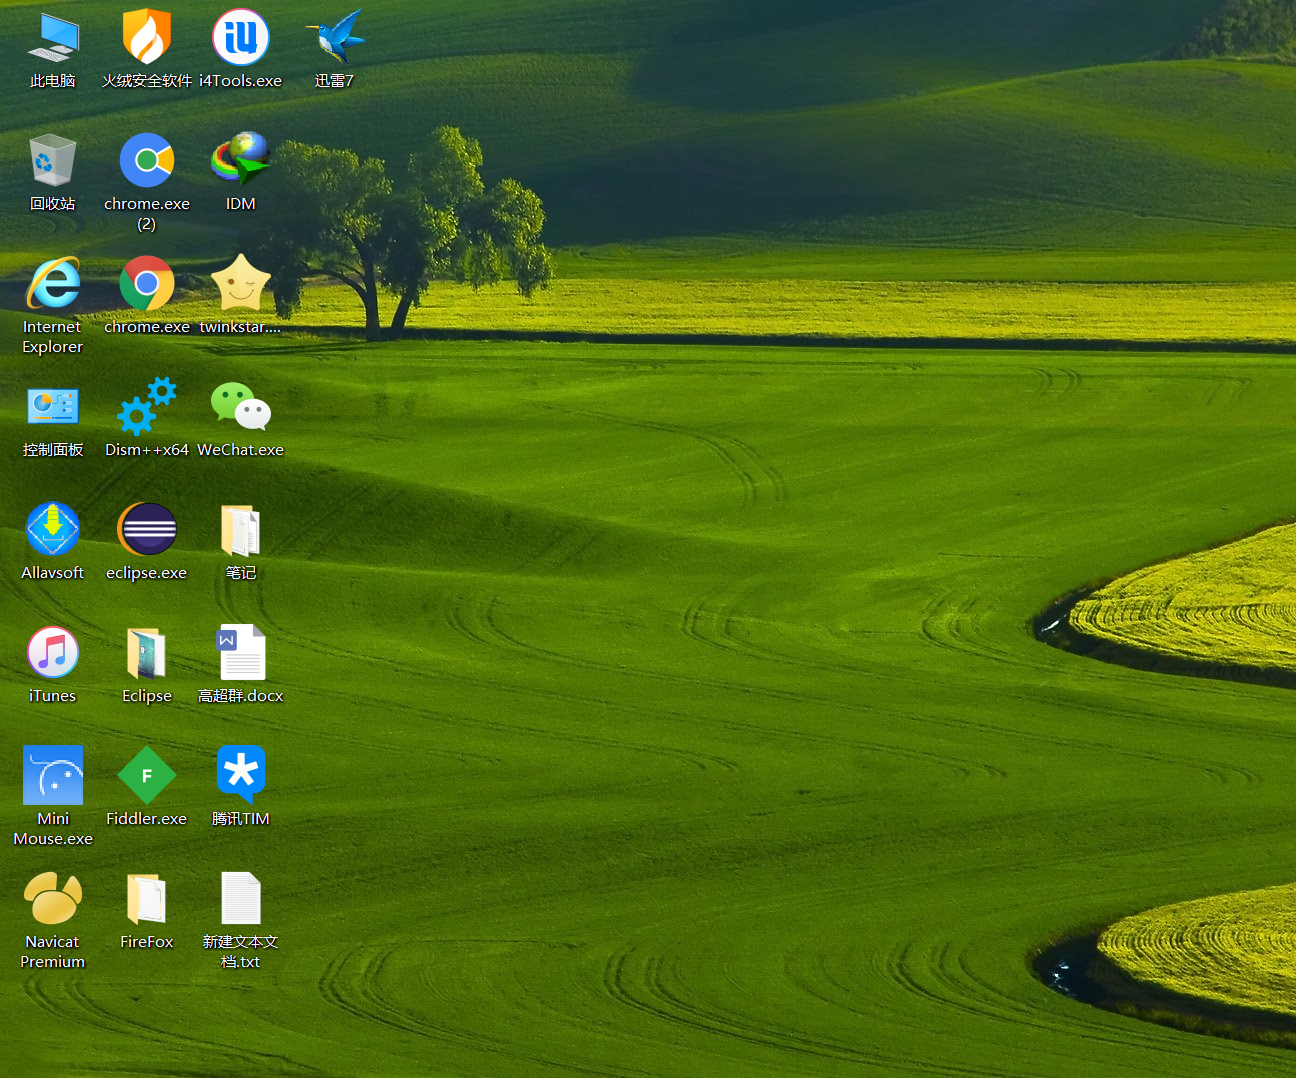 此电脑
火绒安全软件
i4Tools.exe
迅雷7
回收站
chrome.exe
(2)
IDM
Internet
Explorer
chrome.exe
twinkstar....
控制面板
Dism++x64
WeChat.exe
Allavsoft
eclipse.exe
笔记
iTunes
Eclipse
W
高超群.docx
Mini
Mouse.exe
F
Fiddler.exe
腾讯TIM
Navicat
Premium
FireFox
新建文本文
档.txt